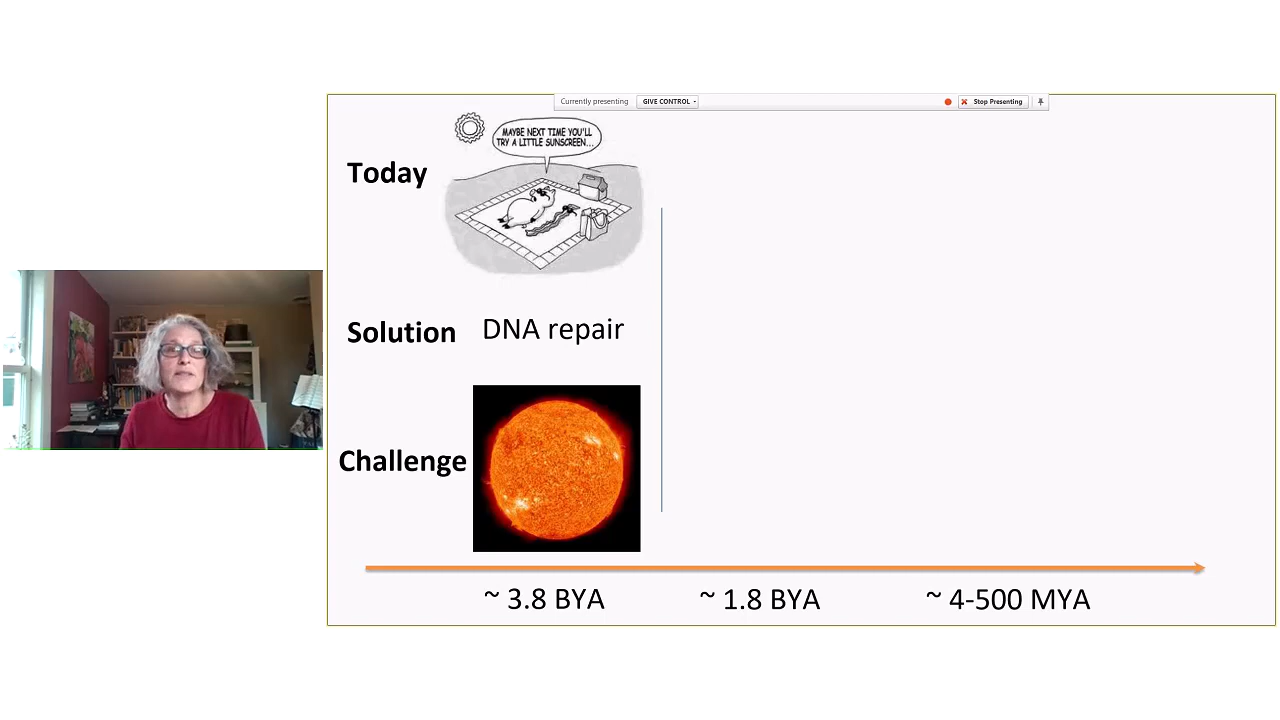 Currently presenting
GIVE CONTROL
Stop Presenting
MAYBE NEXT TIME YOU'LL
TRY A LITTLE SUNSCREEN...
Today
Solution
DNA repair
Challenge
~ 3.8 BYA
~ 1.8 BYA
~ 4-500 MYA